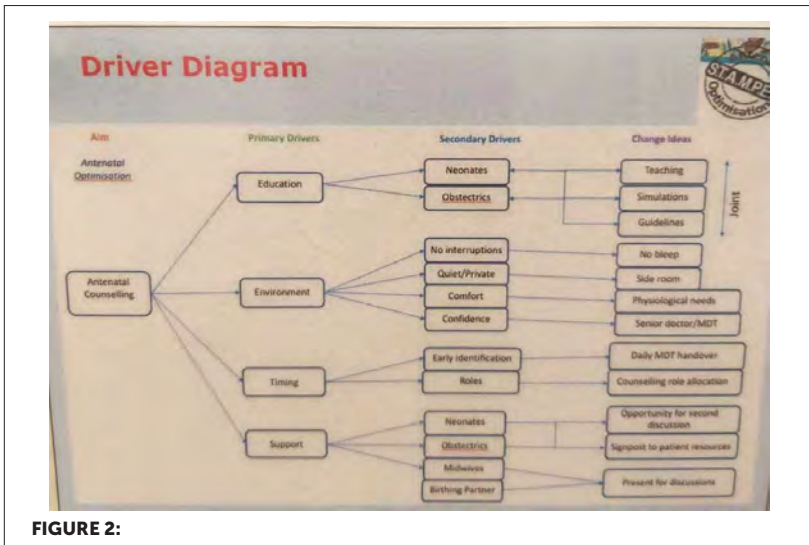 Driver Diagram
S.T.A.M.P.E
Optimisation
Aim
Primary Drivers
Secondary Drivers
Change Ideas
Antenatal
Optimisation
Antenatal
Counselling
Education
Neonates
Obstectrics
Teaching
Simulations
Guidelines
Joint
Environment
No interruptions
Quiet/Private
Comfort
Confidence
No bleep
Side room
Physiological needs
Senior doctor/MDT
Timing
Early identification
Roles
Daily MDT handover
Counselling role allocation
Support
Neonates
Obstectrics
Midwives
Birthing Partner
Opportunity for second
discussion
Signpost to patient resources
Present for discussions
FIGURE 2: